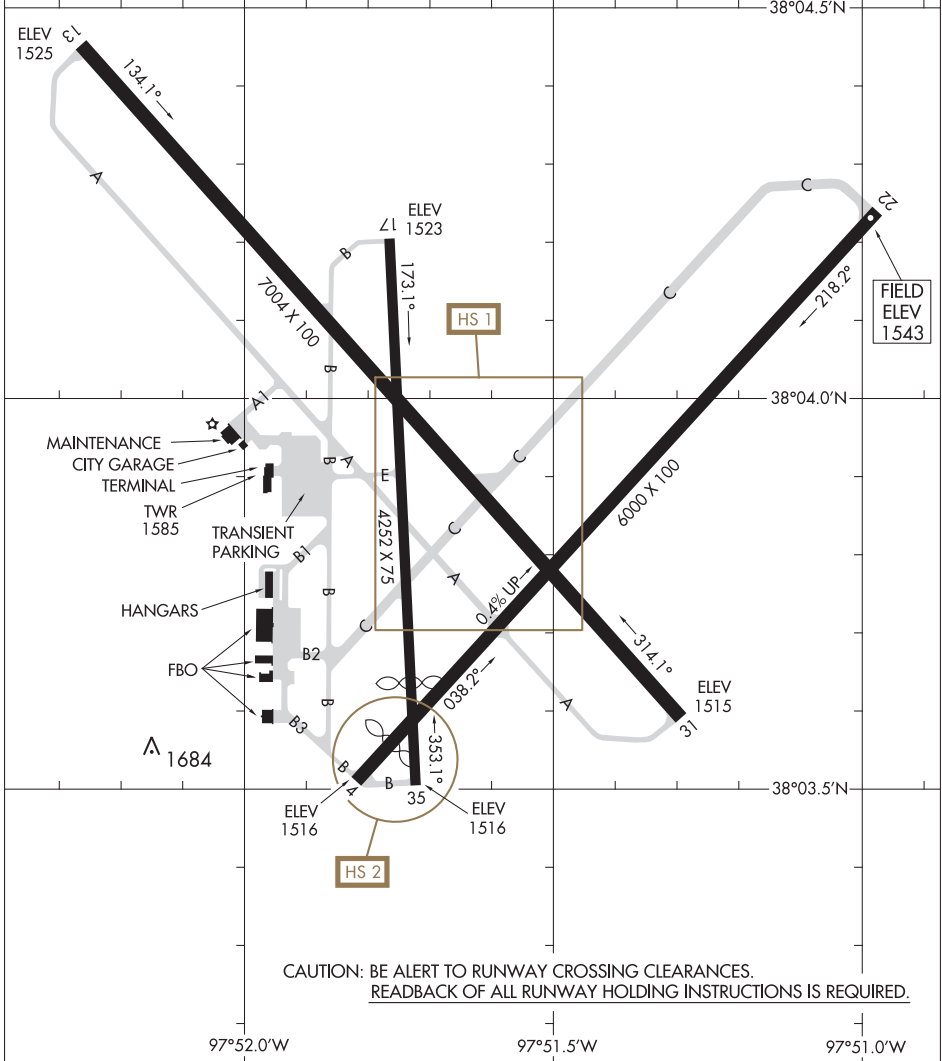 38°04.5'N
ELEV
1525
13
134.1°
A
C
22
ELEV
1523
17
B
173.1°
218.2°
FIELD
ELEV
1543
C
7004 X 100
HS 1
B
A1
38°04.0'N
MAINTENANCE
CITY GARAGE
TERMINAL
TWR
1585
B
A
E
C
6000 X 100
TRANSIENT
PARKING
4252 X 75
C
B1
A
0.4% UP
HANGARS
B
C
314.1°
B2
FBO
038.2°
ELEV
1515
31
B
A
B3
353.1°
1684
B
B
4
35
38°03.5'N
ELEV
1516
ELEV
1516
HS 2
CAUTION: BE ALERT TO RUNWAY CROSSING CLEARANCES.
READBACK OF ALL RUNWAY HOLDING INSTRUCTIONS IS REQUIRED.
97°52.0'W
97°51.5'W
97°51.0'W